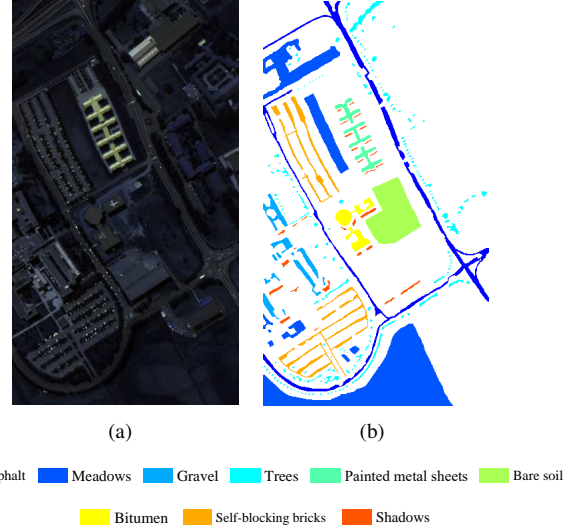 (a) (b)
phalt Meadows Gravel Trees Painted metal sheets Bare soil
Bitumen Self-blocking bricks Shadows